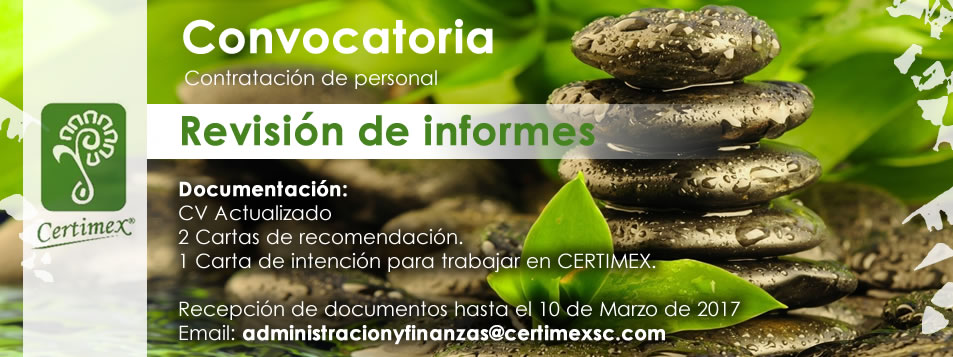 Convocatoria
Contratación de personal
Revisión de informes
Certimex®
Documentación:
CV Actualizado
2 Cartas de recomendación.
1 Carta de intención para trabajar en CERTIMEX.
Recepción de documentos hasta el 10 de Marzo de 2017
Email: administracionyfinanzas@certimexsc.com